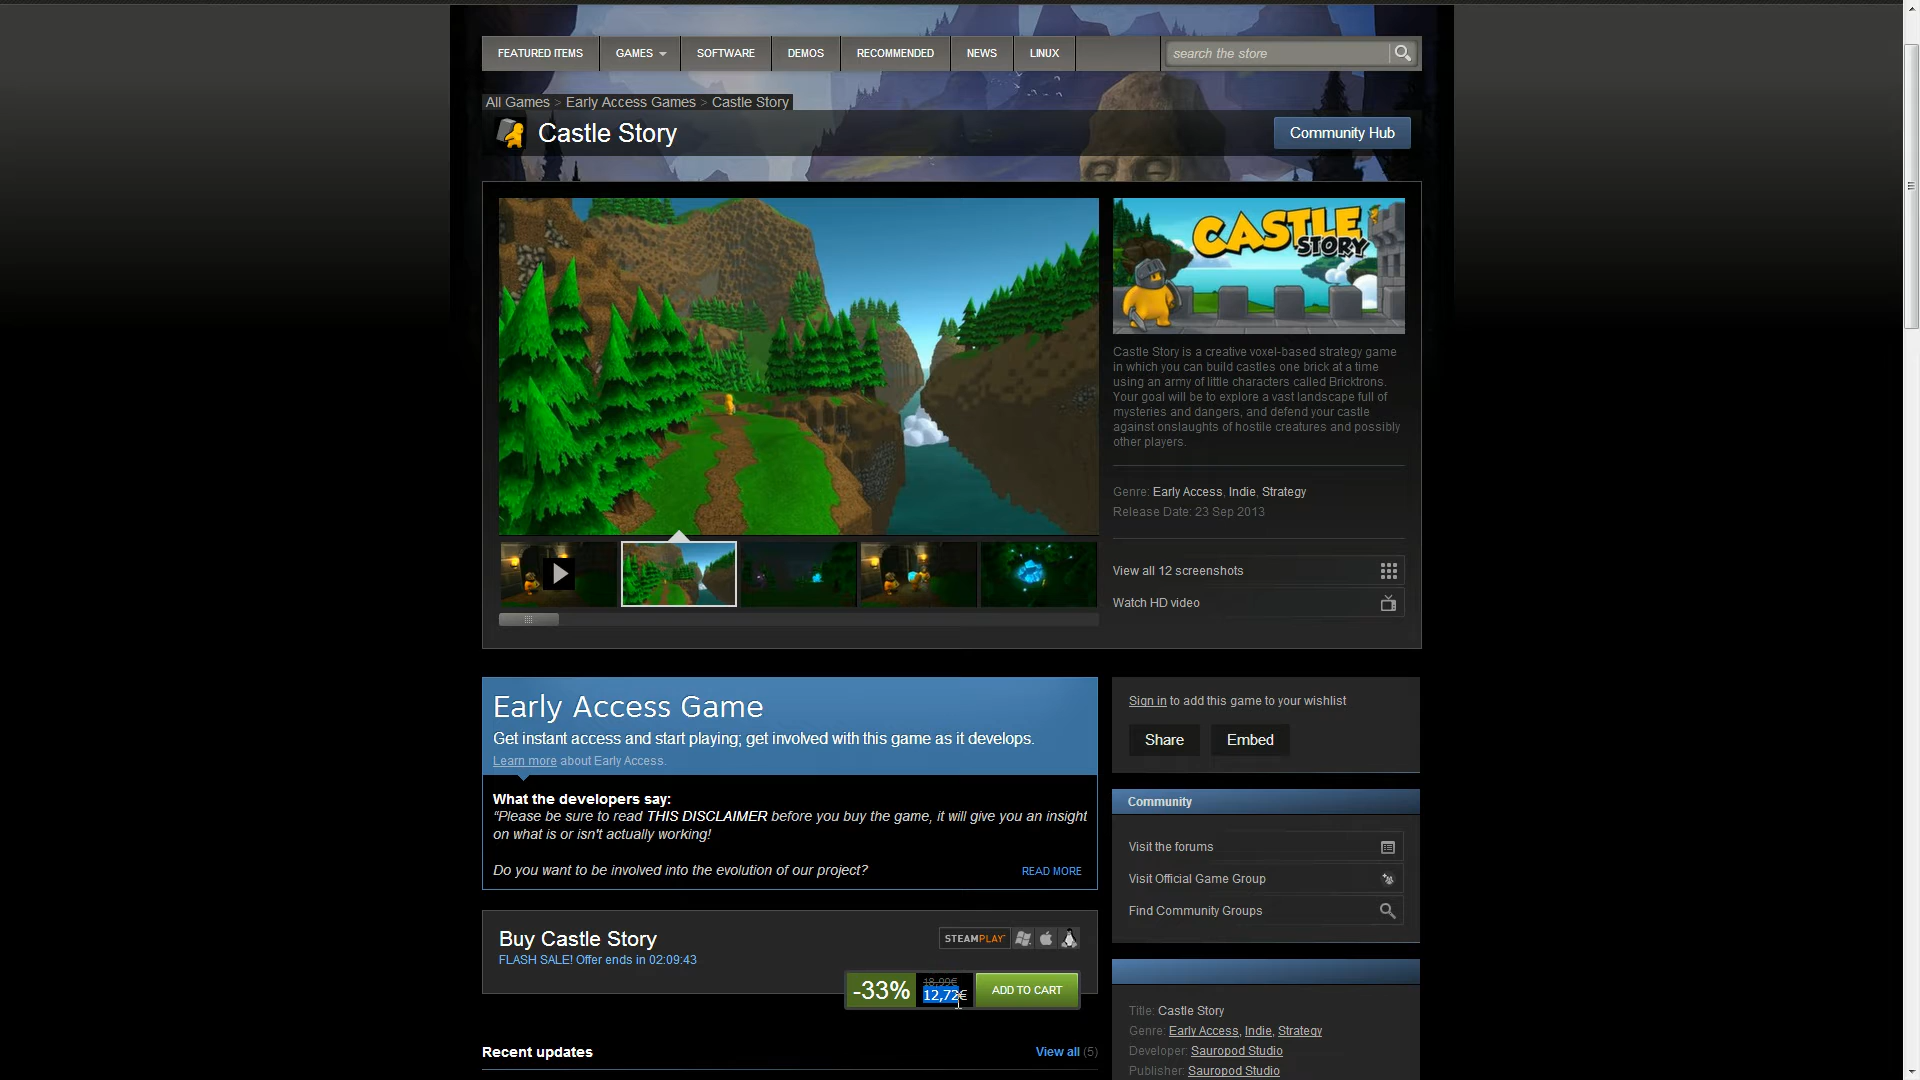 FEATURED ITEMS GAMES SOFTWARE DEMOS RECOMMENDED NEWS LINUX search the store
All Games > Early Access Games > Castle Story
Castle Story
Community Hub
CASTLE
STORY
Castle Story is a creative voxel-based strategy game
in which you can build castles one brick at a time
using an army of little characters called Bricktrons.
Your goal will be to explore a vast landscape full of
mysteries and dangers, and defend your castle
against onslaughts of hostile creatures and possibly
other players.
Genre: Early Access, Indie, Strategy
Release Date: 23 Sep 2013
View all 12 screenshots
Watch HD video
Early Access Game
Get instant access and start playing; get involved with this game as it develops.
Learn more about Early Access.
What the developers say:
“Please be sure to read THIS DISCLAIMER before you buy the game, it will give you an insight
on what is or isn't actually working!
Do you want to be involved into the evolution of our project?
READ MORE
Buy Castle Story
STEAMPLAY
FLASH SALE! Offer ends in 02:09:43
-33%
18,99€
12,72€
ADD TO CART
Recent updates
View all (5)
Sign in to add this game to your wishlist
Share Embed
Community
Visit the forums
Visit Official Game Group
Find Community Groups
Title: Castle Story
Genre: Early Access, Indie, Strategy
Developer: Sauropod Studio
Publisher: Sauropod Studio